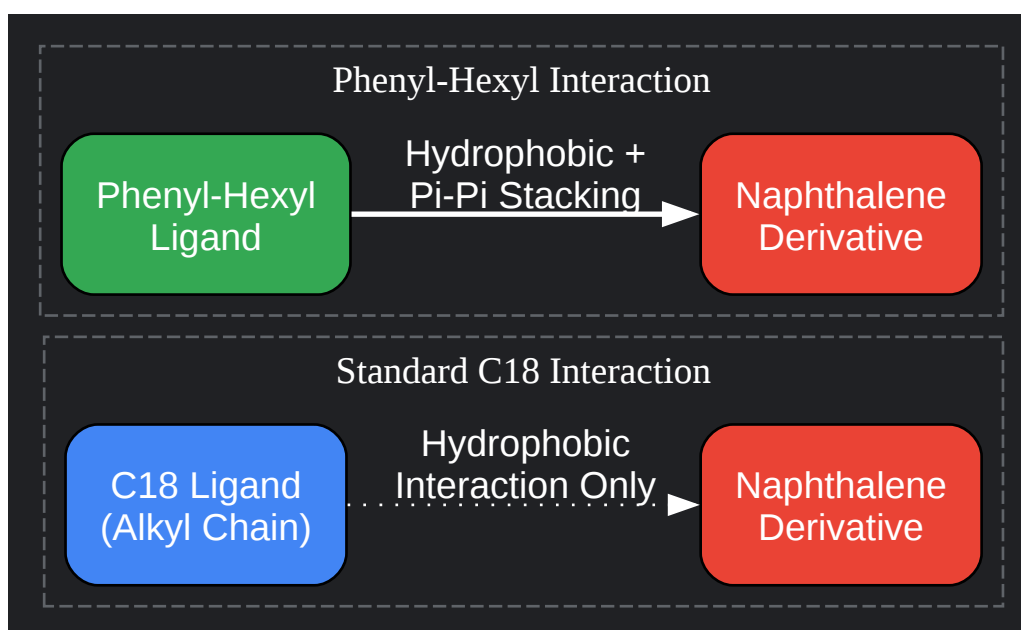 Phenyl-Hexyl Interaction
Phenyl-Hexyl
Ligand
Hydrophobic +
Pi-Pi Stacking
Naphthalene
Derivative
Standard C18 Interaction
C18 Ligand
(Alkyl Chain)
Hydrophobic
Interaction Only
Naphthalene
Derivative